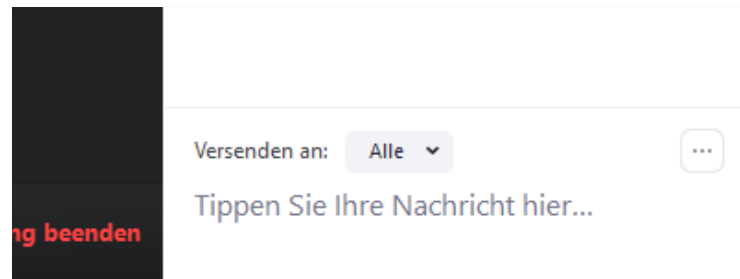 Versenden an: Alle
Tippen Sie Ihre Nachricht hier...
ng beenden